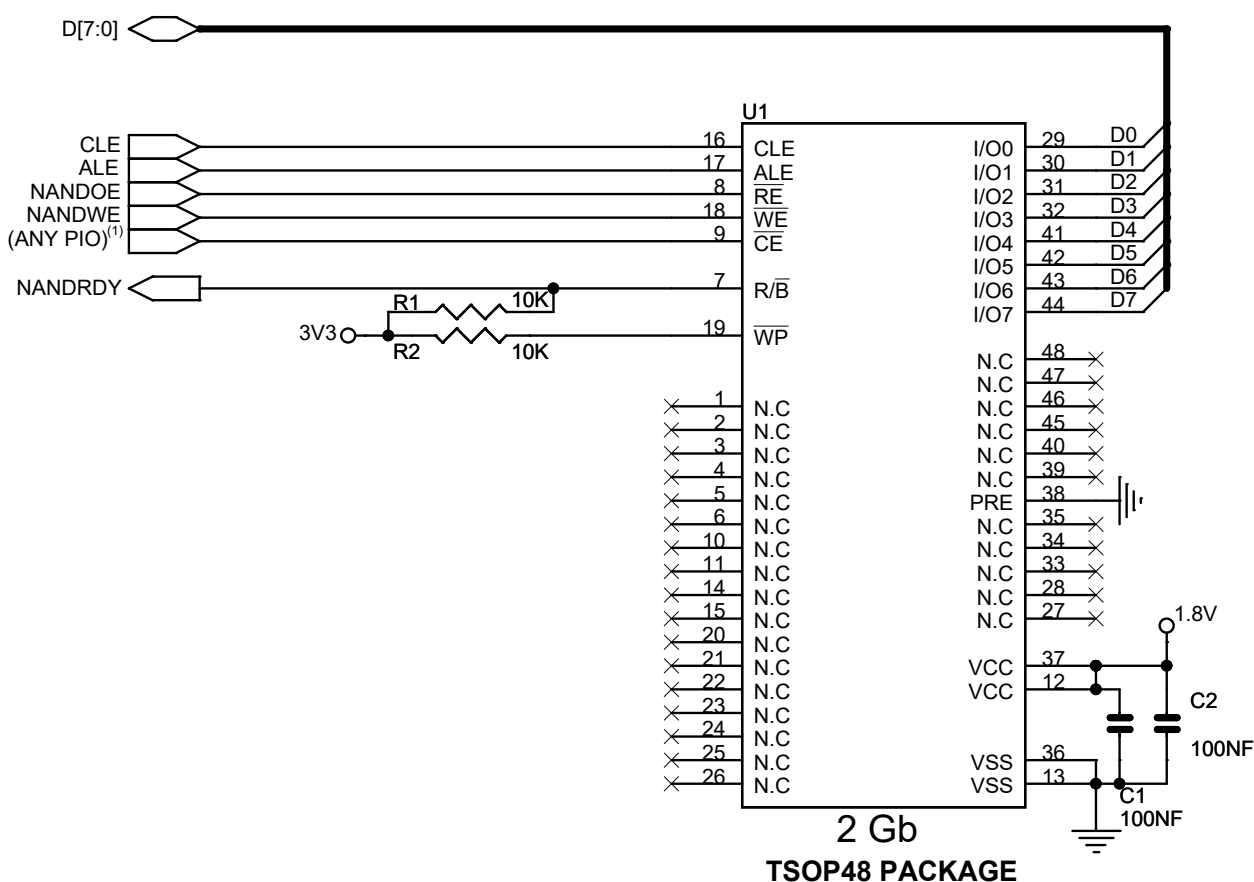 D[7:0]
U1
CLE 16 CLE I/O0 29 D0
ALE 17 ALE I/O1 30 D1
NANDOE 8 RE I/O2 31 D2
NANDWE 18 WE I/O3 32 D3
(ANY PIO)(1) 9 CE I/O4 41 D4
I/O5 42 D5
NANDRDY 7 R/B I/O6 43 D6
I/O7 44 D7
R1 10K
3V3 19 WP
R2 10K
N.C 48
N.C 47
1 N.C N.C 46
2 N.C N.C 45
3 N.C N.C 40
4 N.C N.C 39
5 N.C PRE 38
6 N.C N.C 35
10 N.C N.C 34
11 N.C N.C 33
14 N.C N.C 28
15 N.C N.C 27
1.8V
20 N.C
21 N.C VCC 37
22 N.C VCC 12
C2
23 N.C
24 N.C
100NF
25 N.C VSS 36
26 N.C VSS 13
C1
100NF
2 Gb
TSOP48 PACKAGE